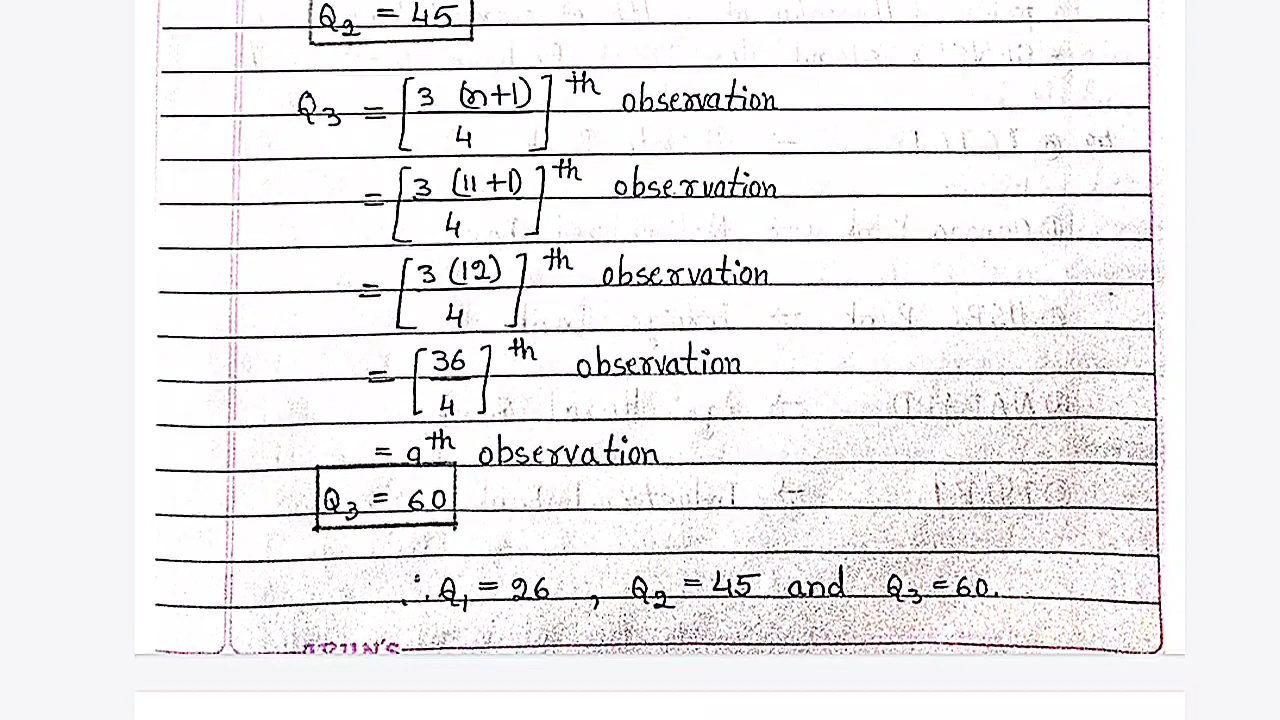 Q₂ = 45
Q₃ = [3 (n+1) / 4]ᵗʰ observation
= [3 (11+1) / 4]ᵗʰ observation
= [3 (12) / 4]ᵗʰ observation
= [36 / 4]ᵗʰ observation
= 9ᵗʰ observation
Q₃ = 60
∴ Q₁ = 26 , Q₂ = 45 and Q₃ = 60.